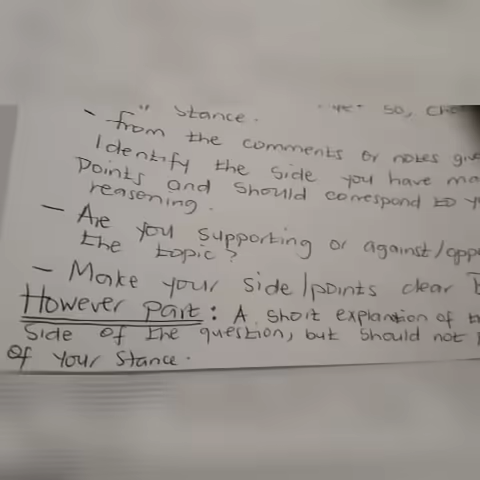 " Stance. so,
- from the comments or notes
Identify the side you have
points and should correspond to
reasoning.
- Are you supporting or against/
the topic?
- Make your side/points clear
However part: A short explanation of
side of the question, but should not
of your stance.